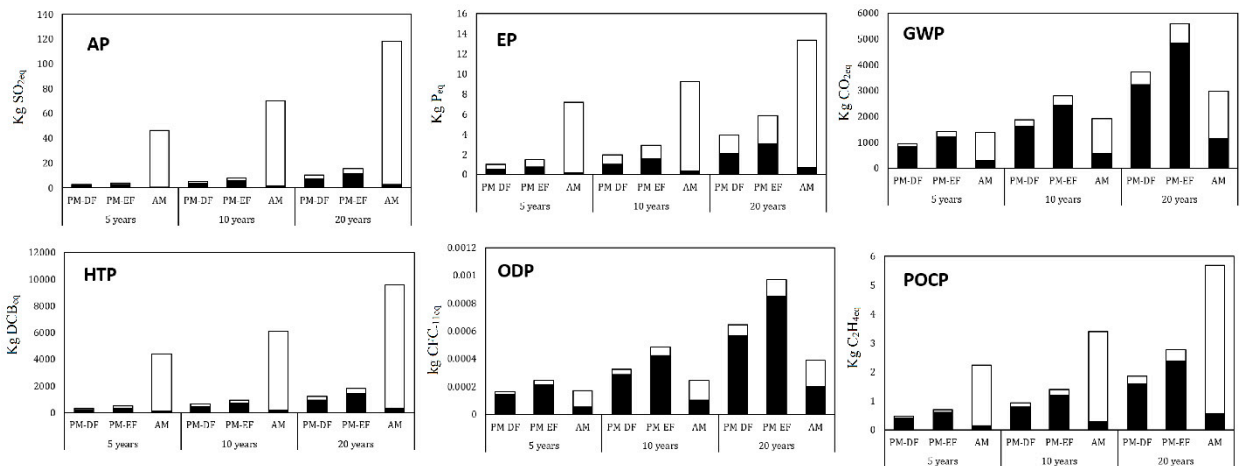 AP
Kg SO2eq
140
120
100
80
60
40
20
0
PM-DF PM-EF AM PM-DF PM-EF AM PM-DF PM-EF AM
5 years 10 years 20 years
EP
Kg Peq
16
14
12
10
8
6
4
2
0
PM DF PM EF AM PM DF PM EF AM PM DF PM EF AM
5 years 10 years 20 years
GWP
Kg CO2eq
6000
5000
4000
3000
2000
1000
0
PM-DF PM-EF AM PM-DF PM-EF AM PM-DF PM-EF AM
5 years 10 years 20 years
HTP
Kg DCBeq
12000
10000
8000
6000
4000
2000
0
PM-DF PM-EF AM PM-DF PM-EF AM PM-DF PM-EF AM
5 years 10 years 20 years
ODP
kg CFC-11eq
0.0012
0.001
0.0008
0.0006
0.0004
0.0002
0
PM DF PM EF AM PM DF PM EF AM PM DF PM EF AM
5 years 10 years 20 years
POCP
Kg C2H4eq
6
5
4
3
2
1
0
PM-DF PM-EF AM PM-DF PM-EF AM PM-DF PM-EF AM
5 years 10 years 20 years